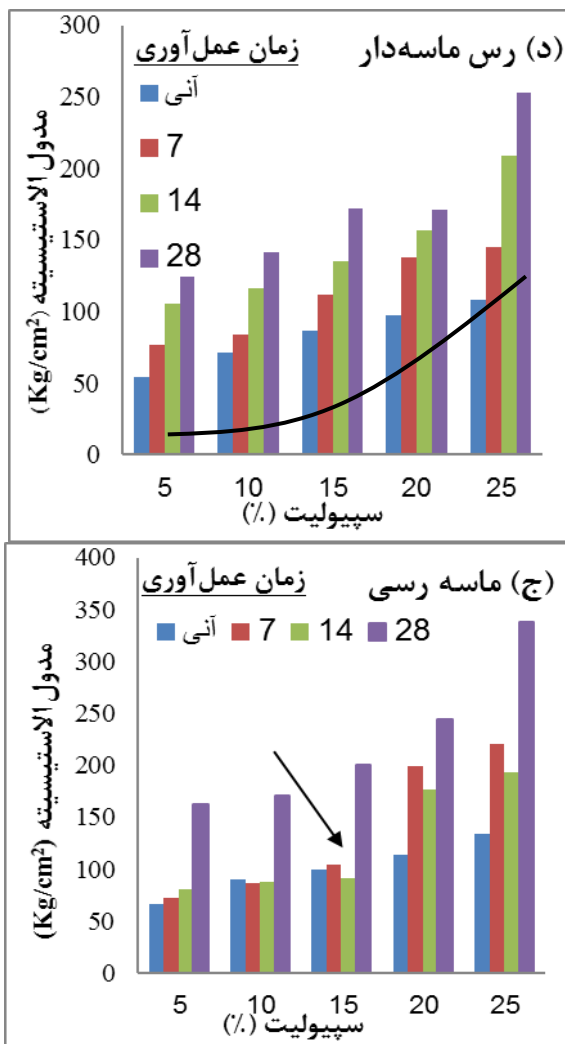 (د) رس ماسه‌دار
زمان عمل‌آوری
آنی
7
14
28
مدول الاستیسیته (Kg/cm²)
300
250
200
150
100
50
0
5 10 15 20 25
سپیولیت (%)
(ج) ماسه رسی
زمان عمل‌آوری
آنی 7 14 28
مدول الاستیسیته (Kg/cm²)
400
350
300
250
200
150
100
50
0
5 10 15 20 25
سپیولیت (%)